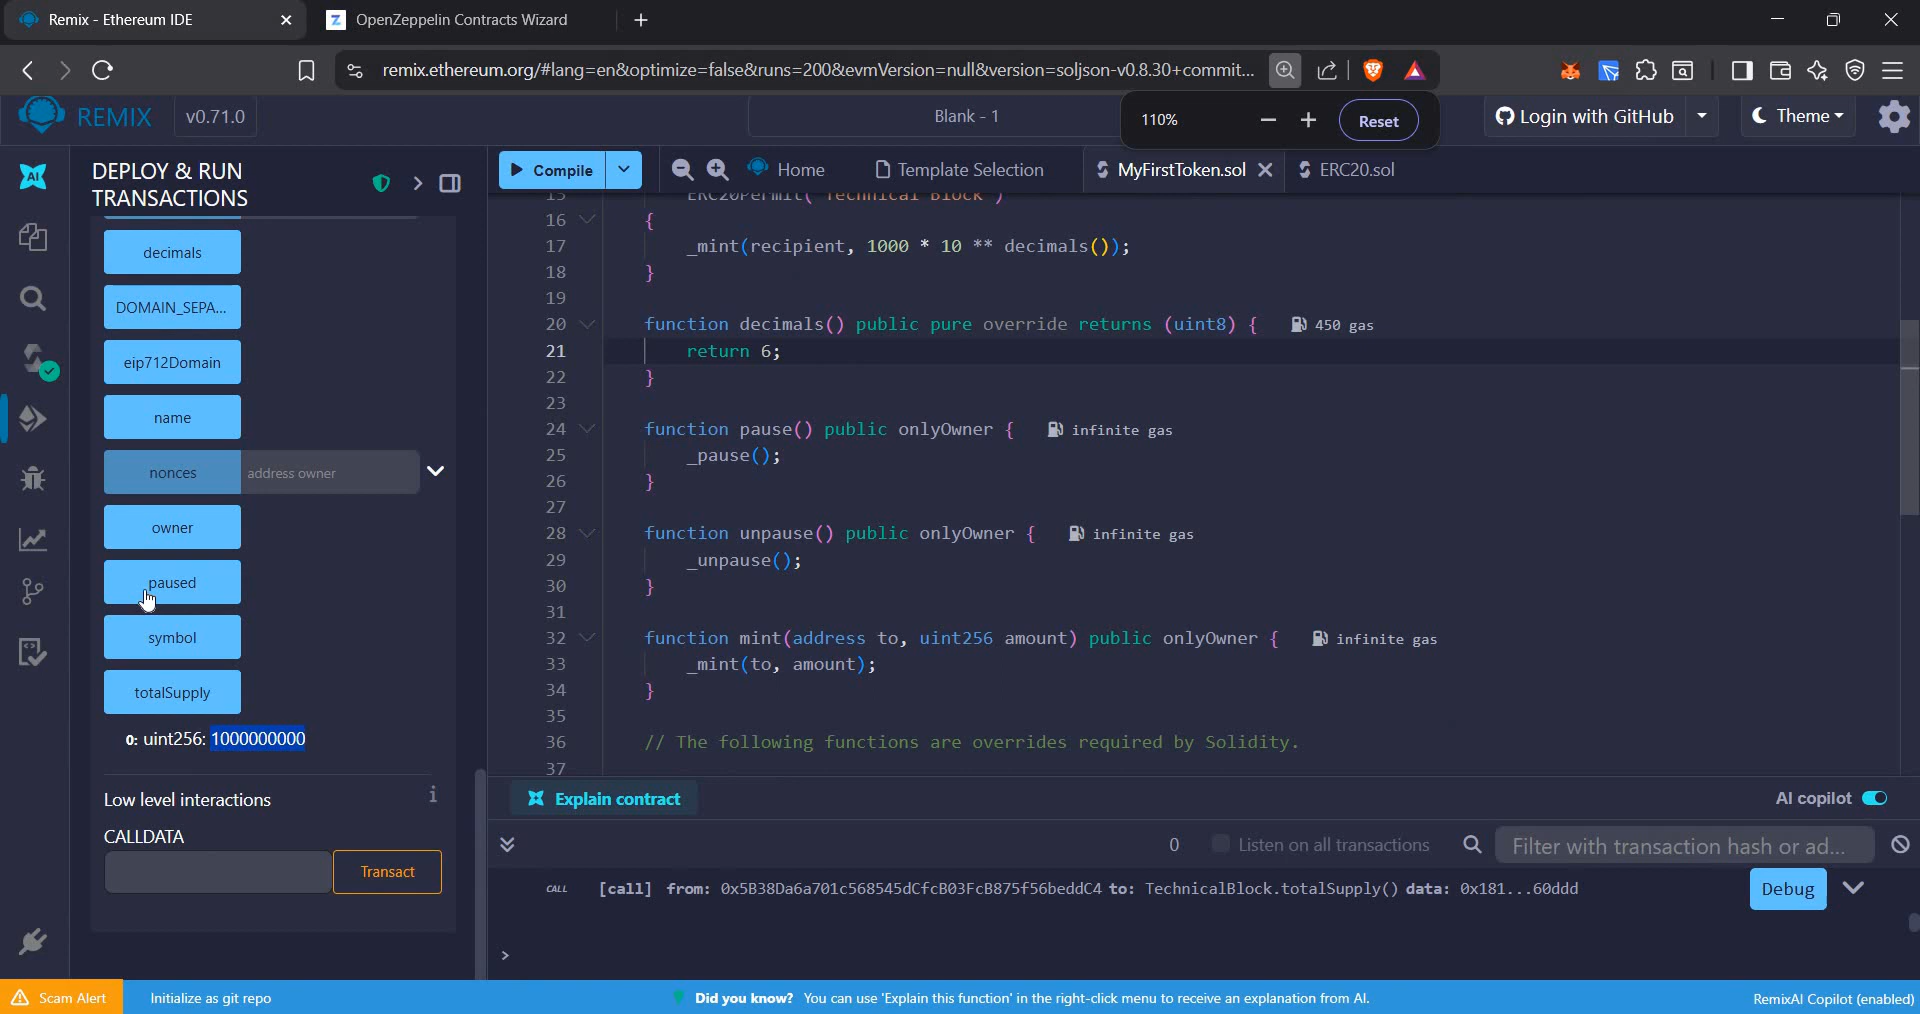 Remix - Ethereum IDE
OpenZeppelin Contracts Wizard
remix.ethereum.org/#lang=en&optimize=false&runs=200&evmVersion=null&version=soljson-v0.8.30+commit...
REMIX
v0.71.0
Blank - 1
110%
Reset
Login with GitHub
Theme
AI
DEPLOY & RUN
TRANSACTIONS
Compile
Home
Template Selection
MyFirstToken.sol
ERC20.sol
decimals
DOMAIN_SEPA...
eip712Domain
name
nonces
address owner
owner
paused
symbol
totalSupply
0: uint256: 1000000000
Low level interactions
i
CALLDATA
Transact
15 ERC20Permit("Technical Block")
16 {
17 _mint(recipient, 1000 * 10 ** decimals());
18 }
19
20 function decimals() public pure override returns (uint8) { 450 gas
21 return 6;
22 }
23
24 function pause() public onlyOwner { infinite gas
25 _pause();
26 }
27
28 function unpause() public onlyOwner { infinite gas
29 _unpause();
30 }
31
32 function mint(address to, uint256 amount) public onlyOwner { infinite gas
33 _mint(to, amount);
34 }
35
36 // The following functions are overrides required by Solidity.
37
Explain contract
AI copilot
0
Listen on all transactions
Filter with transaction hash or ad...
CALL [call] from: 0x5B38Da6a701c568545dCfcB03FcB875f56beddC4 to: TechnicalBlock.totalSupply() data: 0x181...60ddd
Debug
>
Scam Alert
Initialize as git repo
Did you know? You can use 'Explain this function' in the right-click menu to receive an explanation from AI.
RemixAI Copilot (enabled)